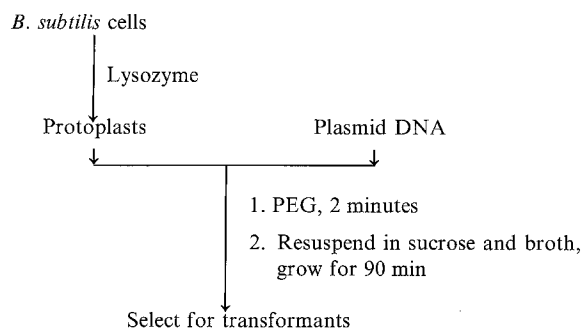 B. subtilis cells
Lysozyme
Protoplasts
Plasmid DNA
1. PEG, 2 minutes
2. Resuspend in sucrose and broth,
grow for 90 min
Select for transformants